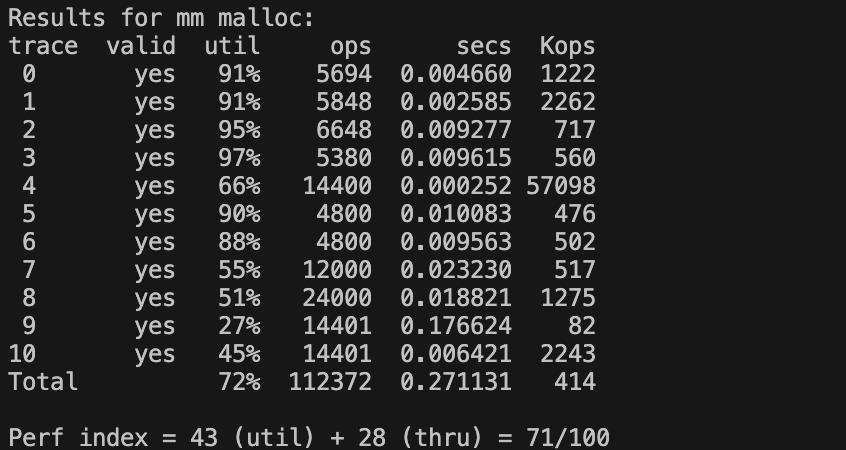 Results for mm malloc:
trace  valid  util     ops      secs  Kops
 0       yes   91%    5694  0.004660  1222
 1       yes   91%    5848  0.002585  2262
 2       yes   95%    6648  0.009277   717
 3       yes   97%    5380  0.009615   560
 4       yes   66%   14400  0.000252 57098
 5       yes   90%    4800  0.010083   476
 6       yes   88%    4800  0.009563   502
 7       yes   55%   12000  0.023230   517
 8       yes   51%   24000  0.018821  1275
 9       yes   27%   14401  0.176624    82
10       yes   45%   14401  0.006421  2243
Total          72%  112372  0.271131   414

Perf index = 43 (util) + 28 (thru) = 71/100